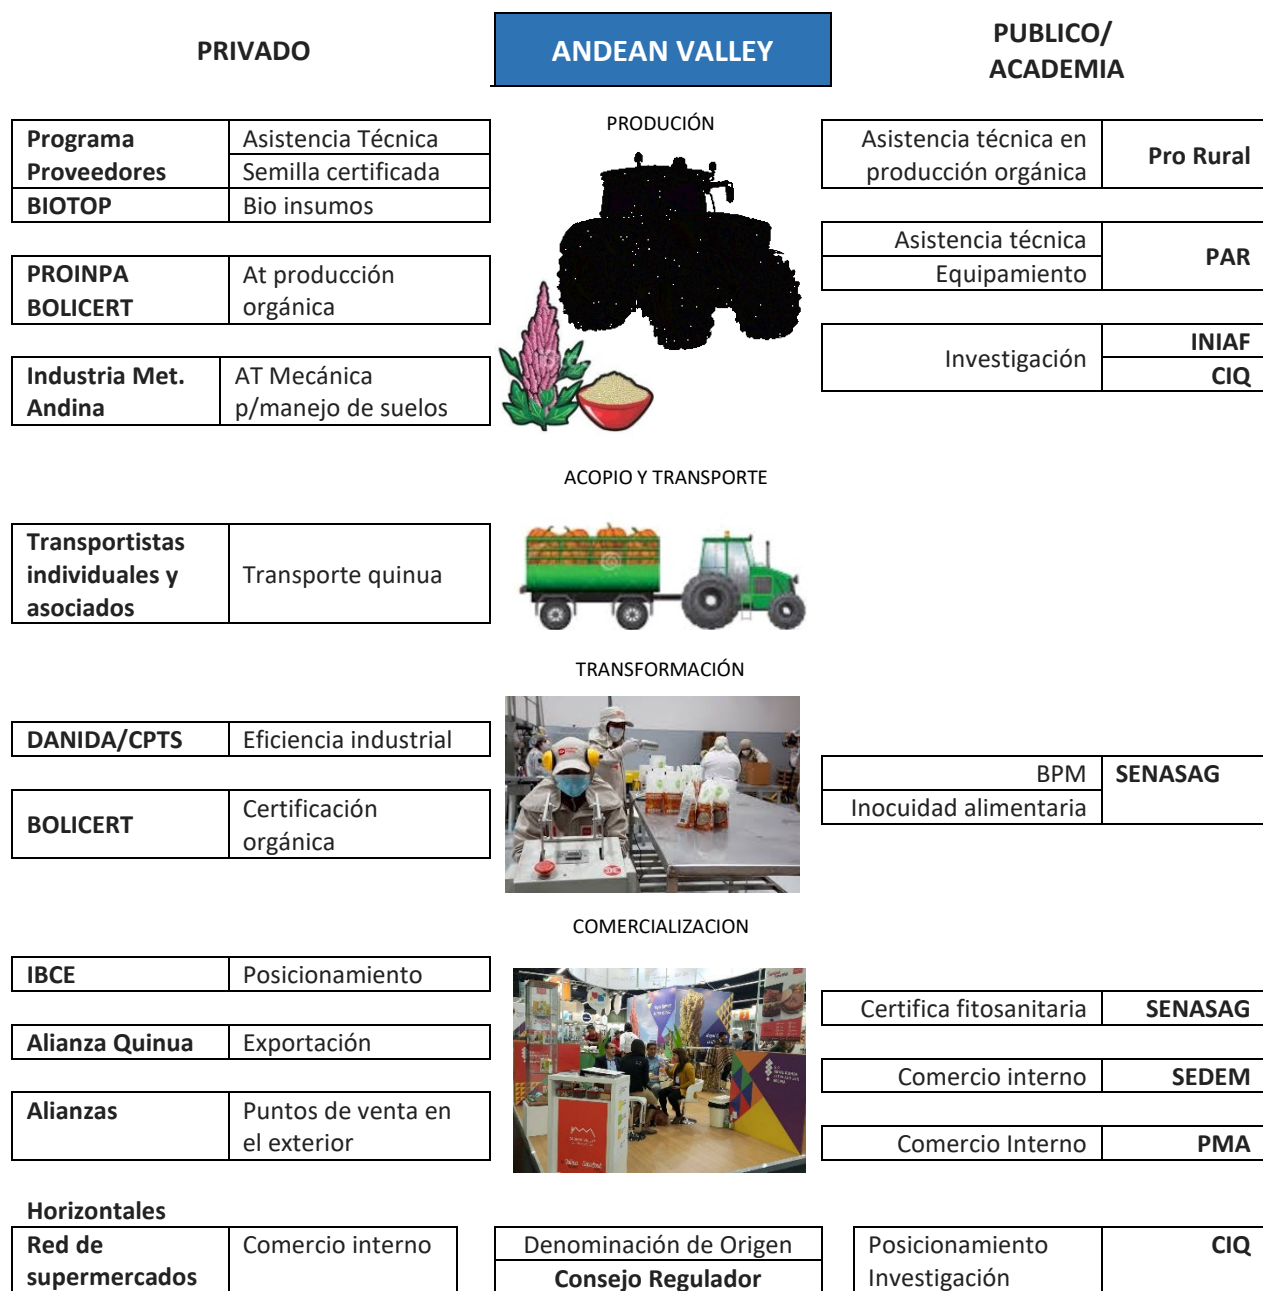 PRIVADO
ANDEAN VALLEY
PUBLICO/
ACADEMIA
PRODUCIÓN
Programa
Proveedores
Asistencia Técnica
Semilla certificada
BIOTOP
Bio insumos
PROINPA
BOLICERT
At producción
orgánica
Industria Met.
Andina
AT Mecánica
p/manejo de suelos
Asistencia técnica en
producción orgánica
Pro Rural
Asistencia técnica
Equipamiento
PAR
Investigación
INIAF
CIQ
ACOPIO Y TRANSPORTE
Transportistas
individuales y
asociados
Transporte quinua
TRANSFORMACIÓN
DANIDA/CPTS
Eficiencia industrial
BOLICERT
Certificación
orgánica
BPM
SENASAG
Inocuidad alimentaria
COMERCIALIZACION
IBCE
Posicionamiento
Alianza Quinua
Exportación
Alianzas
Puntos de venta en
el exterior
Certifica fitosanitaria
SENASAG
Comercio interno
SEDEM
Comercio Interno
PMA
Horizontales
Red de
supermercados
Comercio interno
Denominación de Origen
Consejo Regulador
Posicionamiento
Investigación
CIQ